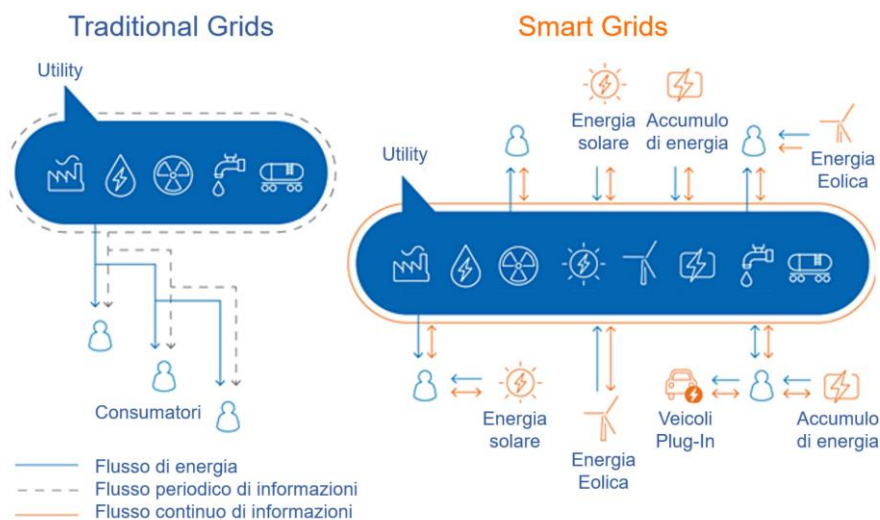 Traditional Grids
Utility
Consumatori
Flusso di energia
Flusso periodico di informazioni
Flusso continuo di informazioni
Smart Grids
Utility
Energia
solare
Accumulo
di energia
Energia
Eolica
Energia
solare
Energia
Eolica
Veicoli
Plug-In
Accumulo
di energia